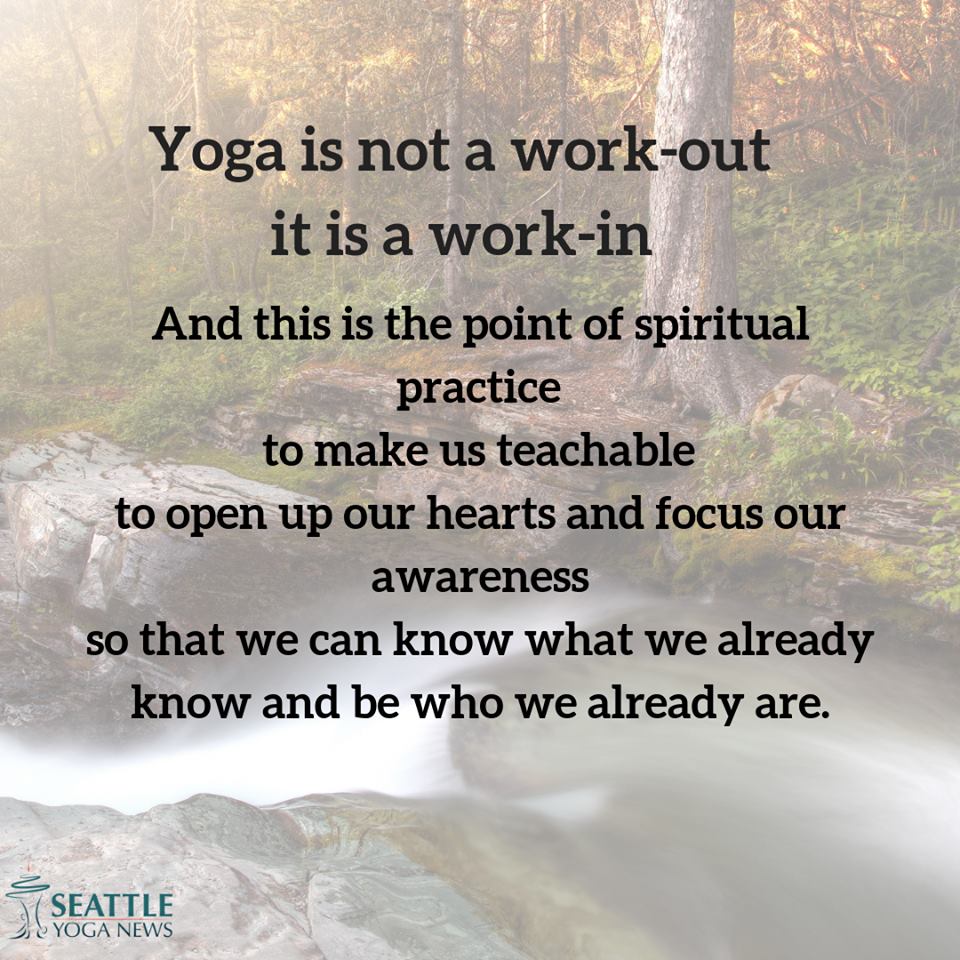 Yoga is not a work-out
it is a work-in
And this is the point of spiritual
practice
to make us teachable
to open up our hearts and focus our
awareness
so that we can know what we already
know and be who we already are.
SEATTLE
YOGA NEWS